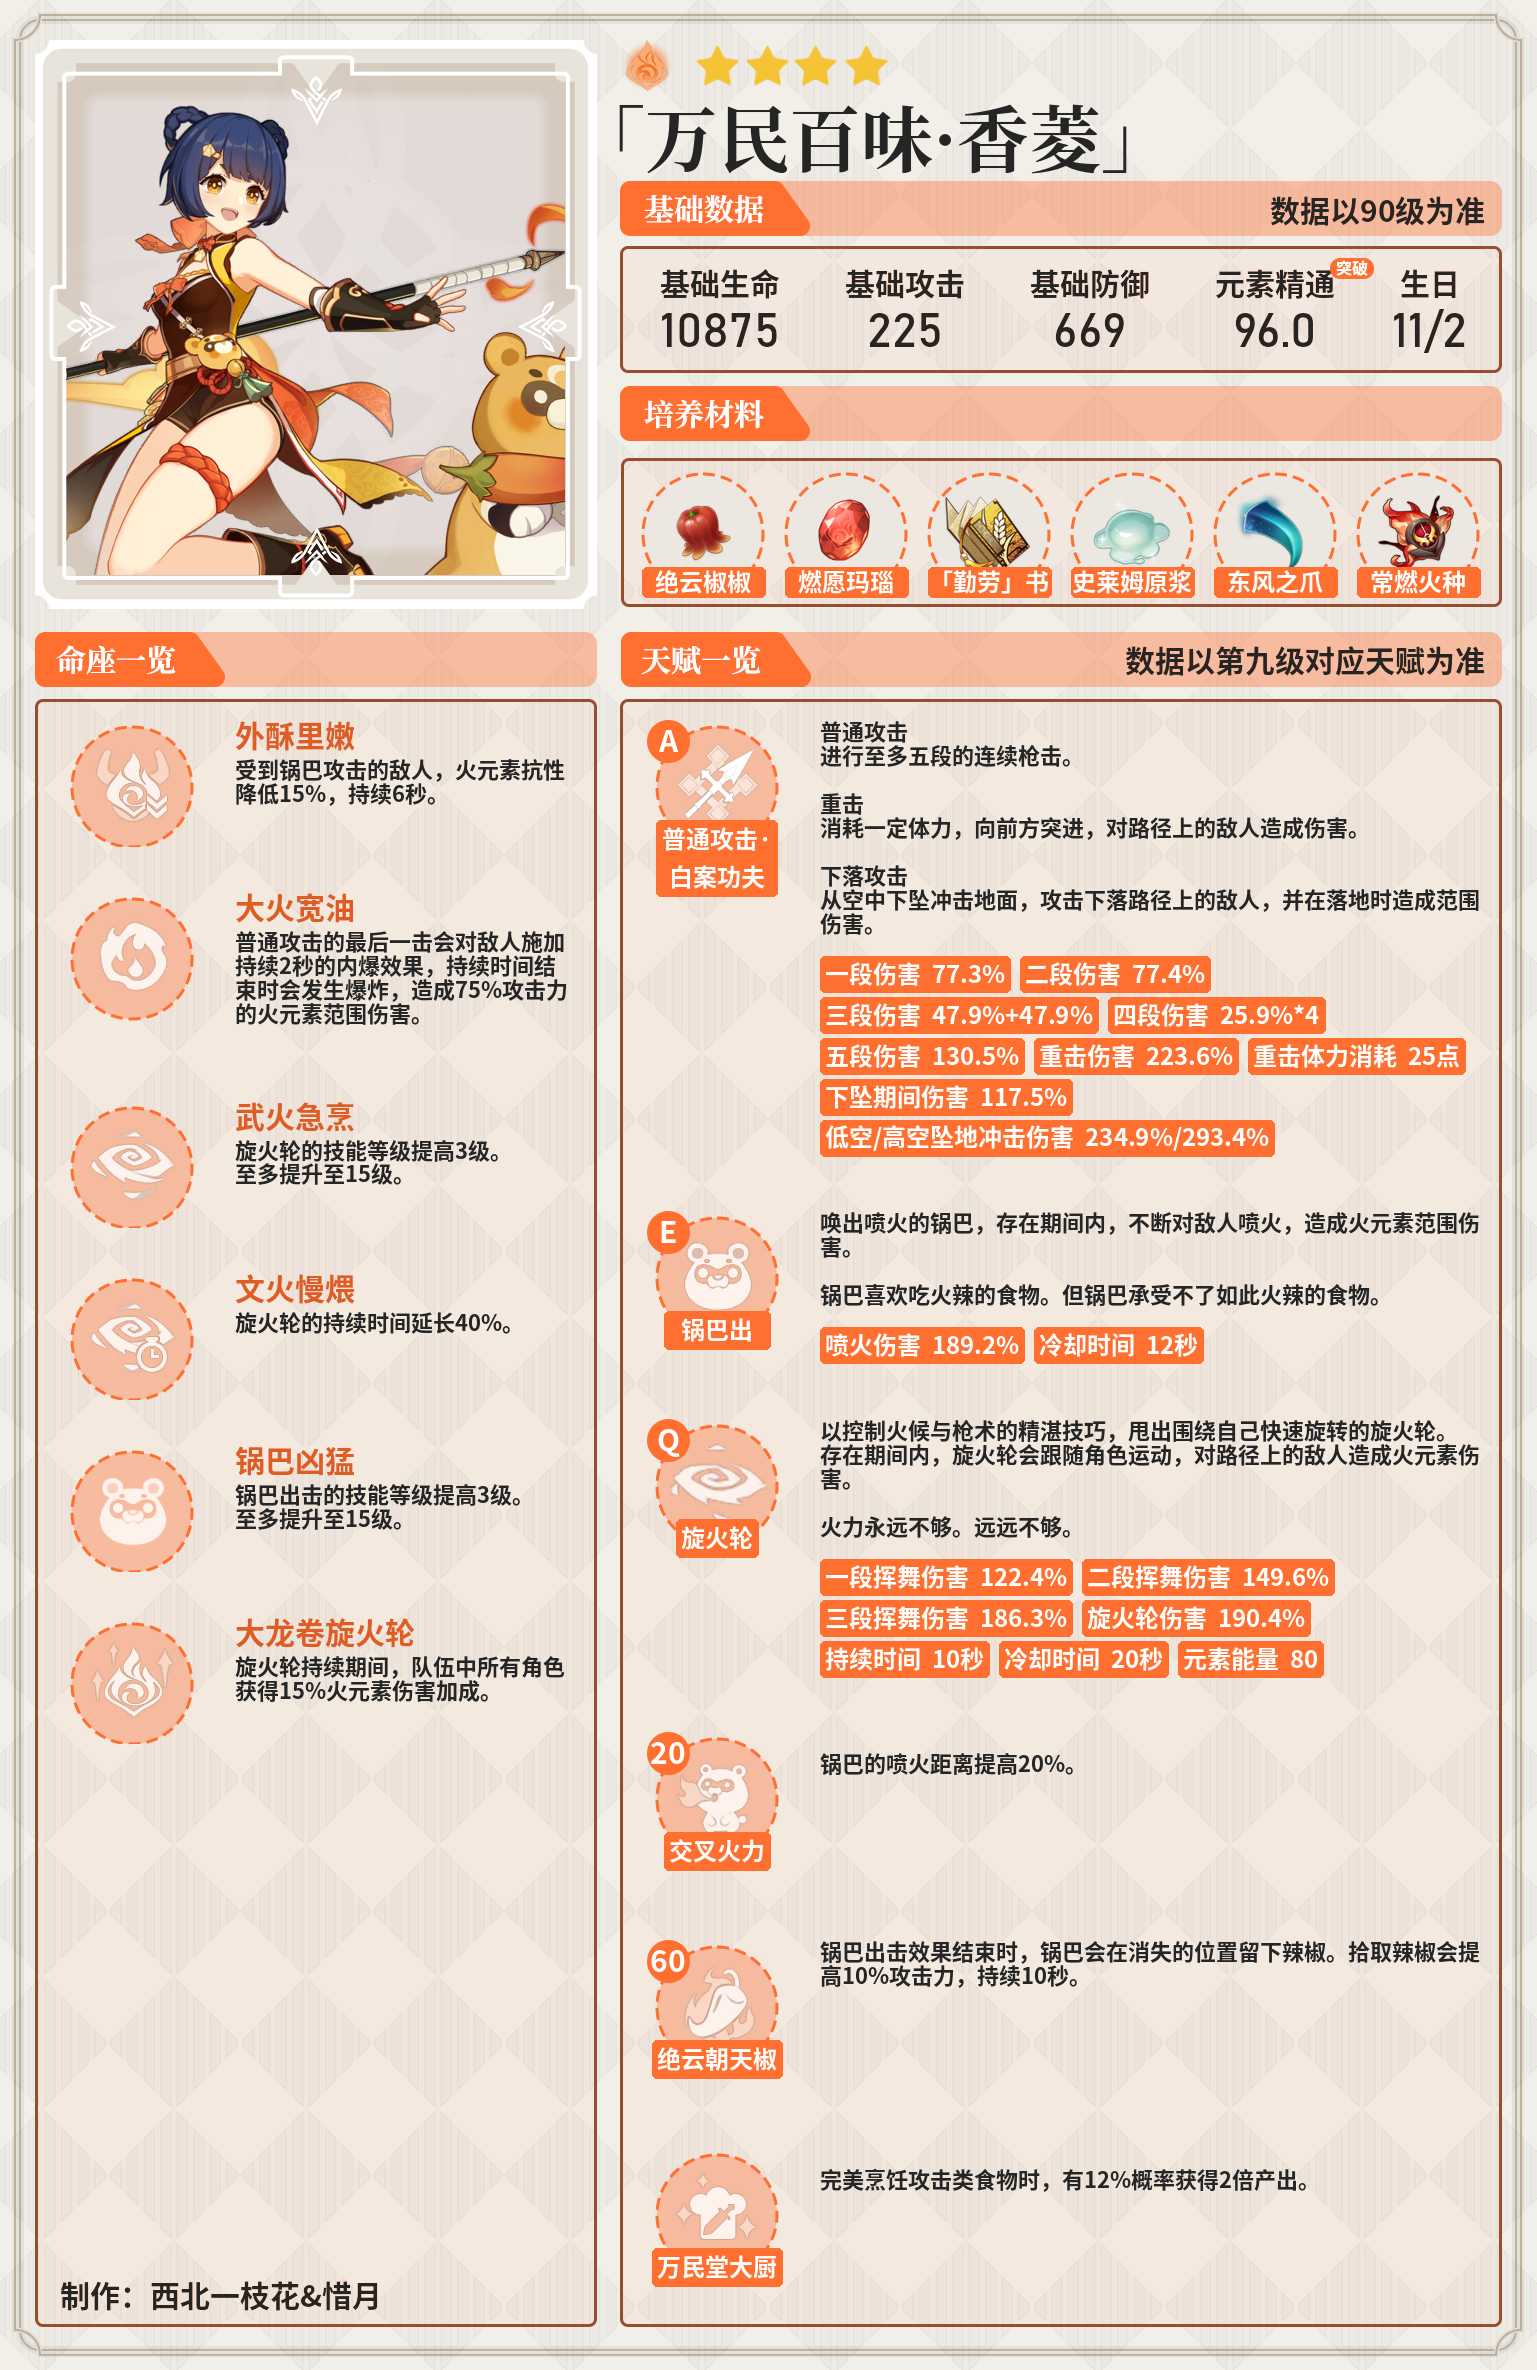 「万民百味·香菱」
基础数据
数据以90级为准
基础生命
基础攻击
基础防御
元素精通
突破
生日
10875
225
669
96.0
11/2
培养材料
绝云椒椒
燃愿玛瑙
「勤劳」书
史莱姆原浆
东风之爪
常燃火种
命座一览
外酥里嫩
受到锅巴攻击的敌人，火元素抗性
降低15%，持续6秒。
大火宽油
普通攻击的最后一击会对敌人施加
持续2秒的内爆效果，持续时间结
束时会发生爆炸，造成75%攻击力
的火元素范围伤害。
武火急烹
旋火轮的技能等级提高3级。
至多提升至15级。
文火慢煨
旋火轮的持续时间延长40%。
锅巴凶猛
锅巴出击的技能等级提高3级。
至多提升至15级。
大龙卷旋火轮
旋火轮持续期间，队伍中所有角色
获得15%火元素伤害加成。
制作：西北一枝花&惜月
天赋一览
数据以第九级对应天赋为准
A
普通攻击·
白案功夫
普通攻击
进行至多五段的连续枪击。
重击
消耗一定体力，向前方突进，对路径上的敌人造成伤害。
下落攻击
从空中下坠冲击地面，攻击下落路径上的敌人，并在落地时造成范围
伤害。
一段伤害 77.3% 二段伤害 77.4%
三段伤害 47.9%+47.9% 四段伤害 25.9%*4
五段伤害 130.5% 重击伤害 223.6% 重击体力消耗 25点
下坠期间伤害 117.5%
低空/高空坠地冲击伤害 234.9%/293.4%
E
锅巴出
唤出喷火的锅巴，存在期间内，不断对敌人喷火，造成火元素范围伤
害。
锅巴喜欢吃火辣的食物。但锅巴承受不了如此火辣的食物。
喷火伤害 189.2% 冷却时间 12秒
Q
旋火轮
以控制火候与枪术的精湛技巧，甩出围绕自己快速旋转的旋火轮。
存在期间内，旋火轮会跟随角色运动，对路径上的敌人造成火元素伤
害。
火力永远不够。远远不够。
一段挥舞伤害 122.4% 二段挥舞伤害 149.6%
三段挥舞伤害 186.3% 旋火轮伤害 190.4%
持续时间 10秒 冷却时间 20秒 元素能量 80
20
交叉火力
锅巴的喷火距离提高20%。
60
绝云朝天椒
锅巴出击效果结束时，锅巴会在消失的位置留下辣椒。拾取辣椒会提
高10%攻击力，持续10秒。
万民堂大厨
完美烹饪攻击类食物时，有12%概率获得2倍产出。